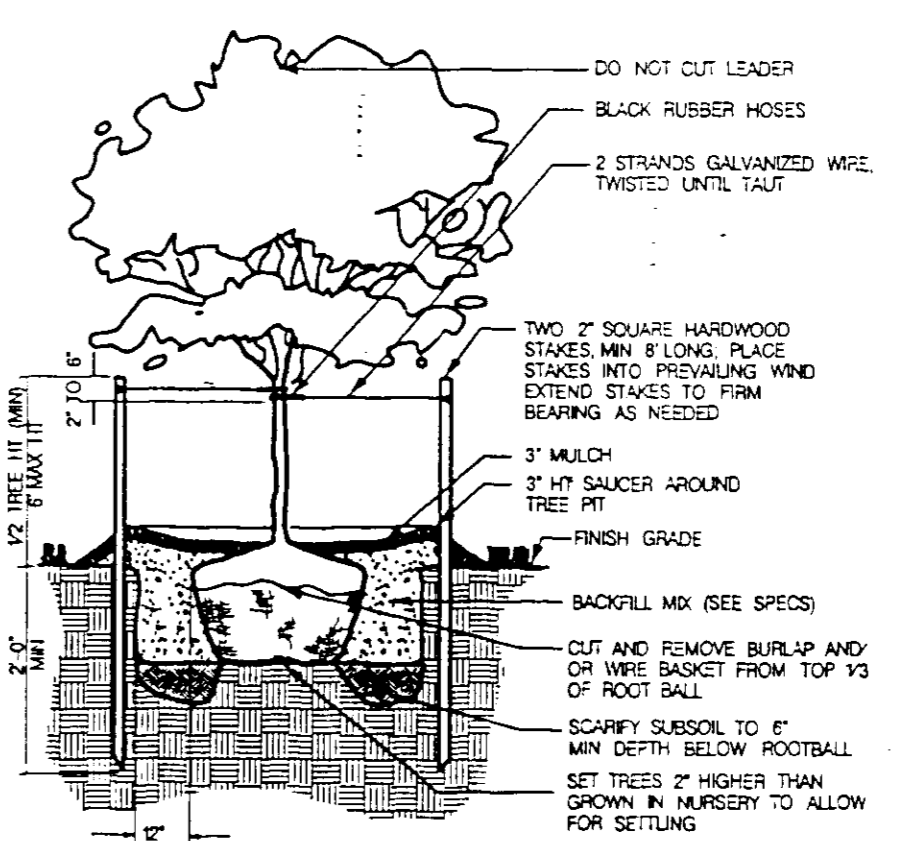 DO NOT CUT LEADER
BLACK RUBBER HOSES
2 STRANDS GALVANIZED WIRE,
TWISTED UNTIL TAUT
TWO 2" SQUARE HARDWOOD
STAKES, MIN 8' LONG; PLACE
STAKES INTO PREVAILING WIND
EXTEND STAKES TO FIRM
BEARING AS NEEDED
3" MULCH
3" HT SAUCER AROUND
TREE PIT
FINISH GRADE
BACKFILL MIX (SEE SPECS)
CUT AND REMOVE BURLAP AND/
OR WIRE BASKET FROM TOP 1/3
OF ROOT BALL
SCARIFY SUBSOIL TO 6"
MIN DEPTH BELOW ROOTBALL
SET TREES 2" HIGHER THAN
GROWN IN NURSERY TO ALLOW
FOR SETTLING
2" TO 6"
1/2 TREE HT (MIN)
6' MAX HT
2'-0"
MIN
12"